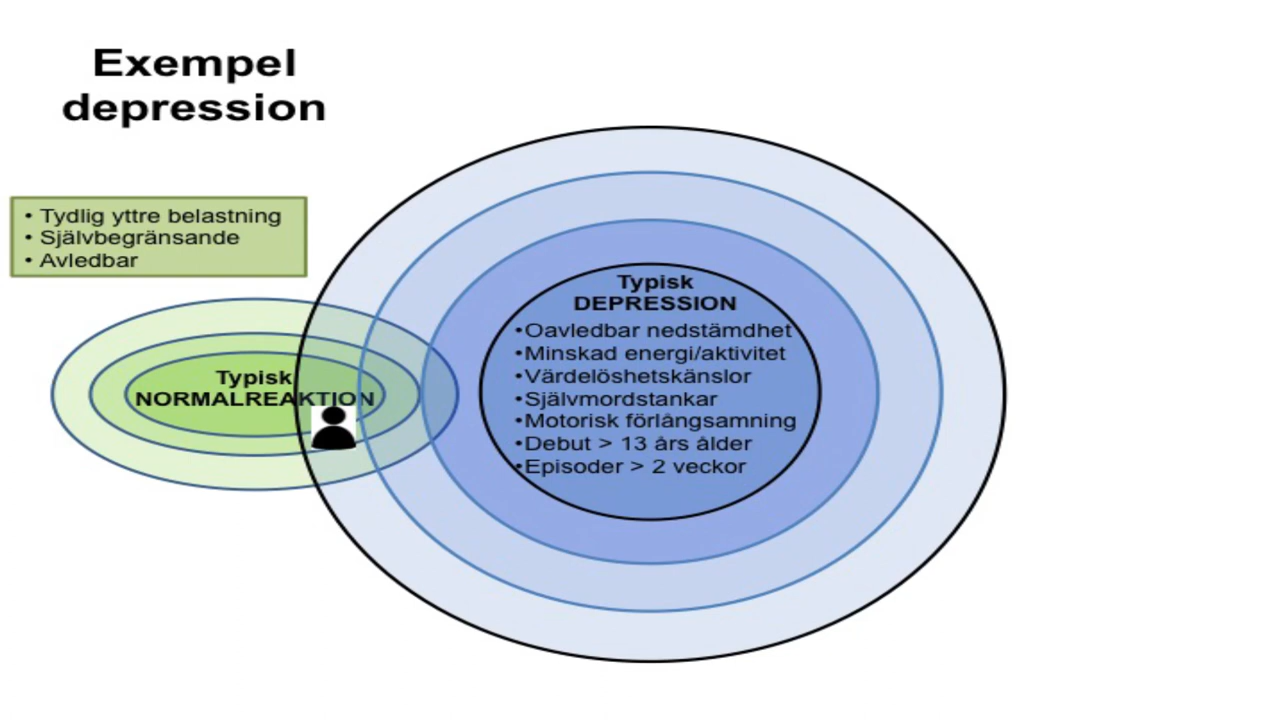 Exempel
depression
• Tydlig yttre belastning
• Självbegränsande
• Avledbar
Typisk
NORMALREAKTION
Typisk
DEPRESSION
•Oavledbar nedstämdhet
•Minskad energi/aktivitet
•Värdelöshetskänslor
•Självmordstankar
•Motorisk förlångsamning
•Debut > 13 års ålder
•Episoder > 2 veckor